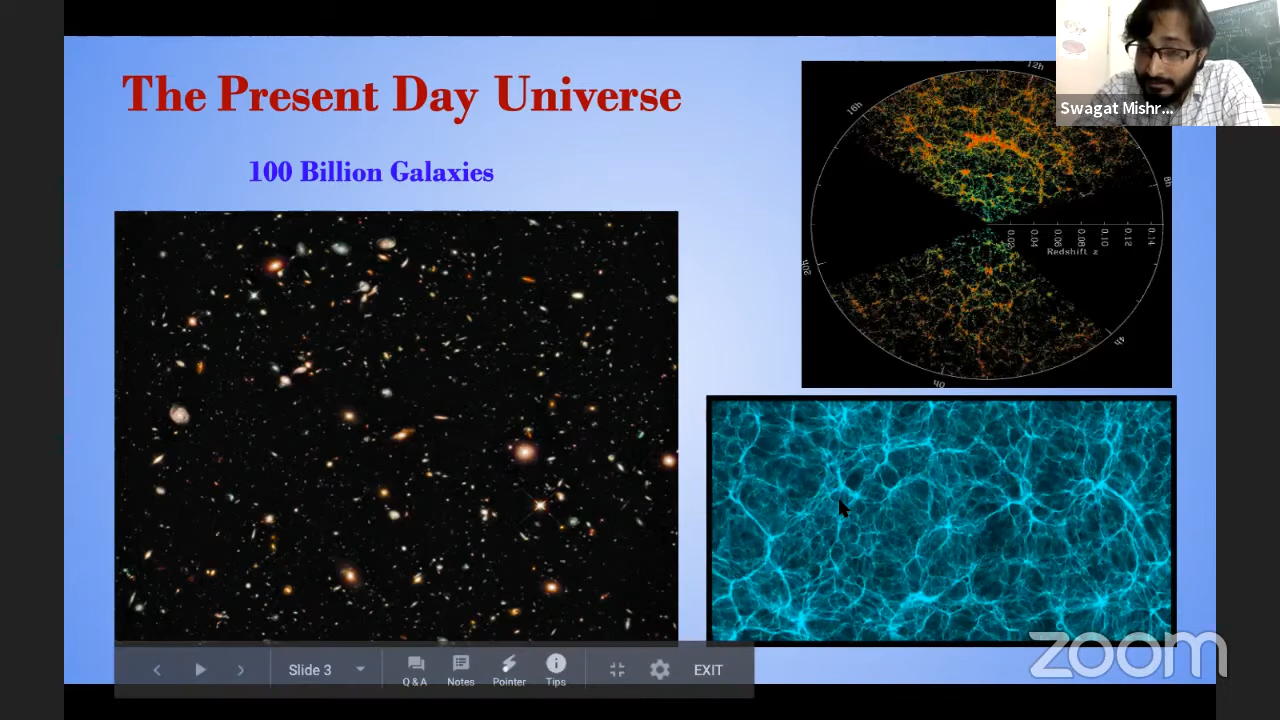 The Present Day Universe
100 Billion Galaxies
12h
16h
8h
20h
4h
0h
0.02
0.04
0.06
0.08
0.10
0.12
0.14
Redshift z
Swagat Mishr...
Slide 3
Q & A
Notes
Pointer
Tips
EXIT
zoom